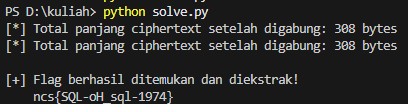 PS D:\kuliah> python solve.py
[*] Total panjang ciphertext setelah digabung: 308 bytes
[*] Total panjang ciphertext setelah digabung: 308 bytes
[+] Flag berhasil ditemukan dan diekstrak!
ncs{SQL-oH_sql-1974}